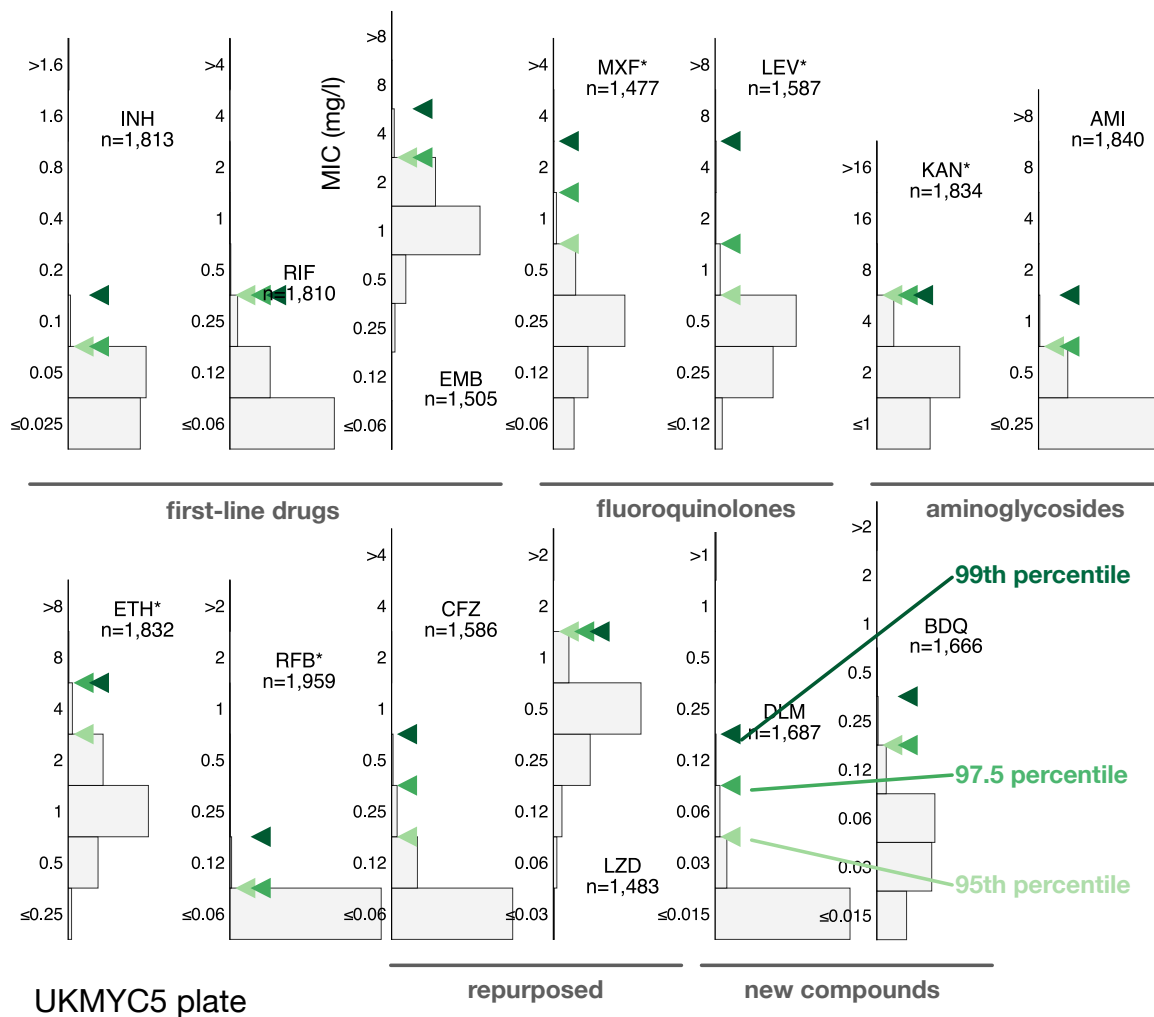 >1.6
1.6
0.8
0.4
0.2
0.1
0.05
≤0.025
INH
n=1,813
>4
4
2
1
0.5
0.25
0.12
≤0.06
RIF
n=1,810
MIC (mg/l)
>8
8
4
2
1
0.5
0.25
0.12
≤0.06
EMB
n=1,505
>4
4
2
1
0.5
0.25
0.12
≤0.06
MXF*
n=1,477
>8
8
4
2
1
0.5
0.25
≤0.12
LEV*
n=1,587
>16
16
8
4
2
≤1
KAN*
n=1,834
>8
8
4
2
1
0.5
≤0.25
AMI
n=1,840
first-line drugs
fluoroquinolones
aminoglycosides
>8
8
4
2
1
0.5
≤0.25
ETH*
n=1,832
>2
2
1
0.5
0.25
0.12
≤0.06
RFB*
n=1,959
>4
4
2
1
0.5
0.25
0.12
≤0.06
CFZ
n=1,586
>2
2
1
0.5
0.25
0.12
0.06
≤0.03
LZD
n=1,483
>1
1
0.5
0.25
0.12
0.06
0.03
≤0.015
DLM
n=1,687
>2
2
1
0.5
0.25
0.12
0.06
0.03
≤0.015
BDQ
n=1,666
99th percentile
97.5 percentile
95th percentile
repurposed
new compounds
UKMYC5 plate